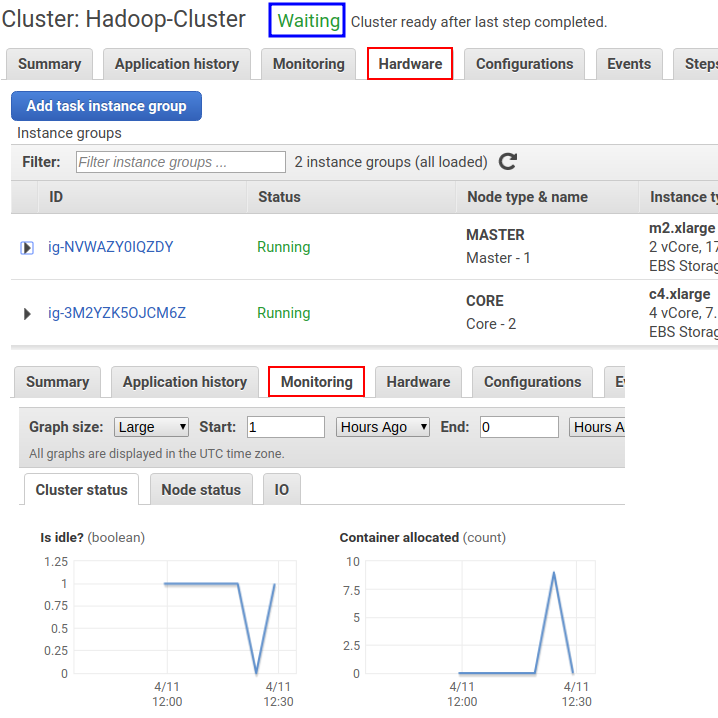 Cluster: Hadoop-Cluster Waiting Cluster ready after last step completed.
Summary Application history Monitoring Hardware Configurations Events Steps
Add task instance group
Instance groups
Filter: Filter instance groups ... 2 instance groups (all loaded)
ID Status Node type & name Instance ty
ig-NVWAZY0IQZDY Running MASTER
Master - 1 m2.xlarge
2 vCore, 17
EBS Storag
ig-3M2YZK5OJCM6Z Running CORE
Core - 2 c4.xlarge
4 vCore, 7.
EBS Storag
Summary Application history Monitoring Hardware Configurations Ev
Graph size: Large Start: 1 Hours Ago End: 0 Hours A
All graphs are displayed in the UTC time zone.
Cluster status Node status IO
Is idle? (boolean)
1.25
1
0.75
0.5
0.25
0
4/11
12:00
4/11
12:30
Container allocated (count)
10
7.5
5
2.5
0
4/11
12:00
4/11
12:30